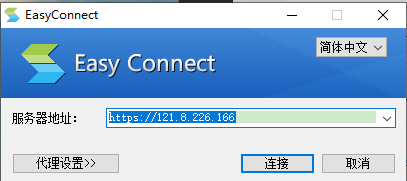 EasyConnect
简体中文
Easy Connect
服务器地址:
https://121.8.226.166
代理设置>>
连接
取消